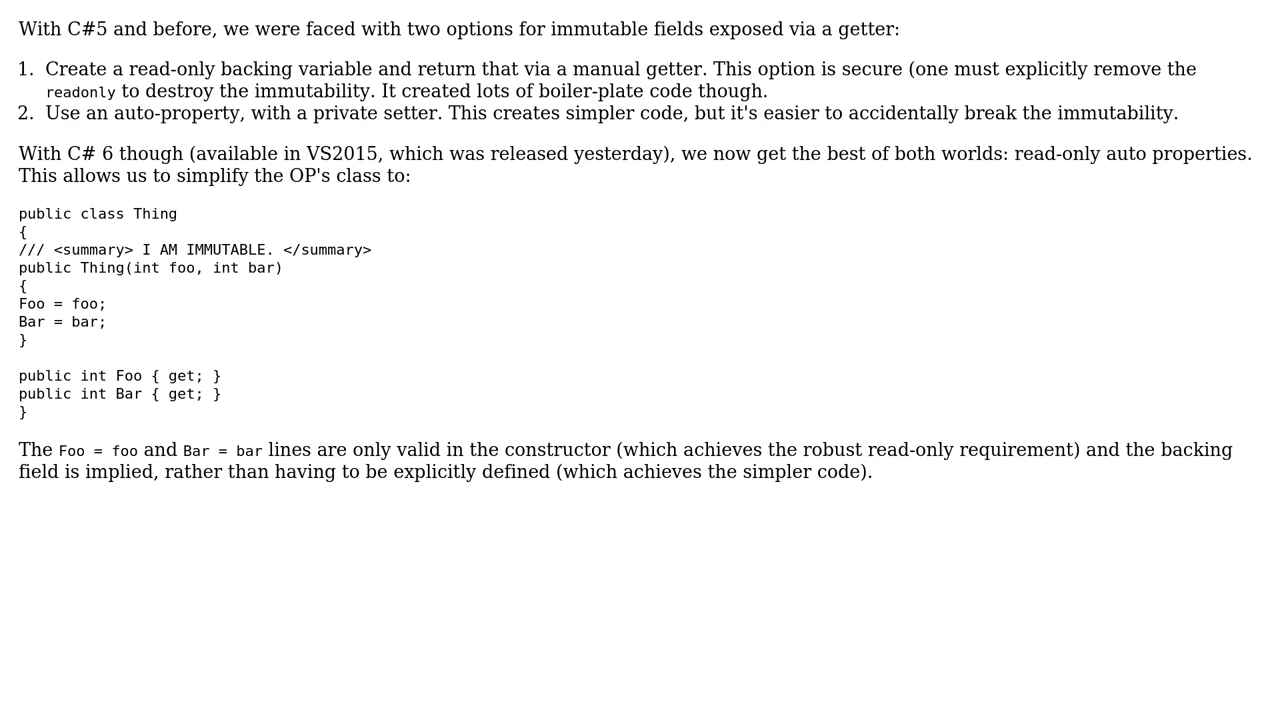 With C#5 and before, we were faced with two options for immutable fields exposed via a getter:
1. Create a read-only backing variable and return that via a manual getter. This option is secure (one must explicitly remove the
readonly to destroy the immutability. It created lots of boiler-plate code though.
2. Use an auto-property, with a private setter. This creates simpler code, but it's easier to accidentally break the immutability.
With C# 6 though (available in VS2015, which was released yesterday), we now get the best of both worlds: read-only auto properties.
This allows us to simplify the OP's class to:
public class Thing
{
/// <summary> I AM IMMUTABLE. </summary>
public Thing(int foo, int bar)
{
Foo = foo;
Bar = bar;
}
public int Foo { get; }
public int Bar { get; }
}
The Foo = foo and Bar = bar lines are only valid in the constructor (which achieves the robust read-only requirement) and the backing
field is implied, rather than having to be explicitly defined (which achieves the simpler code).